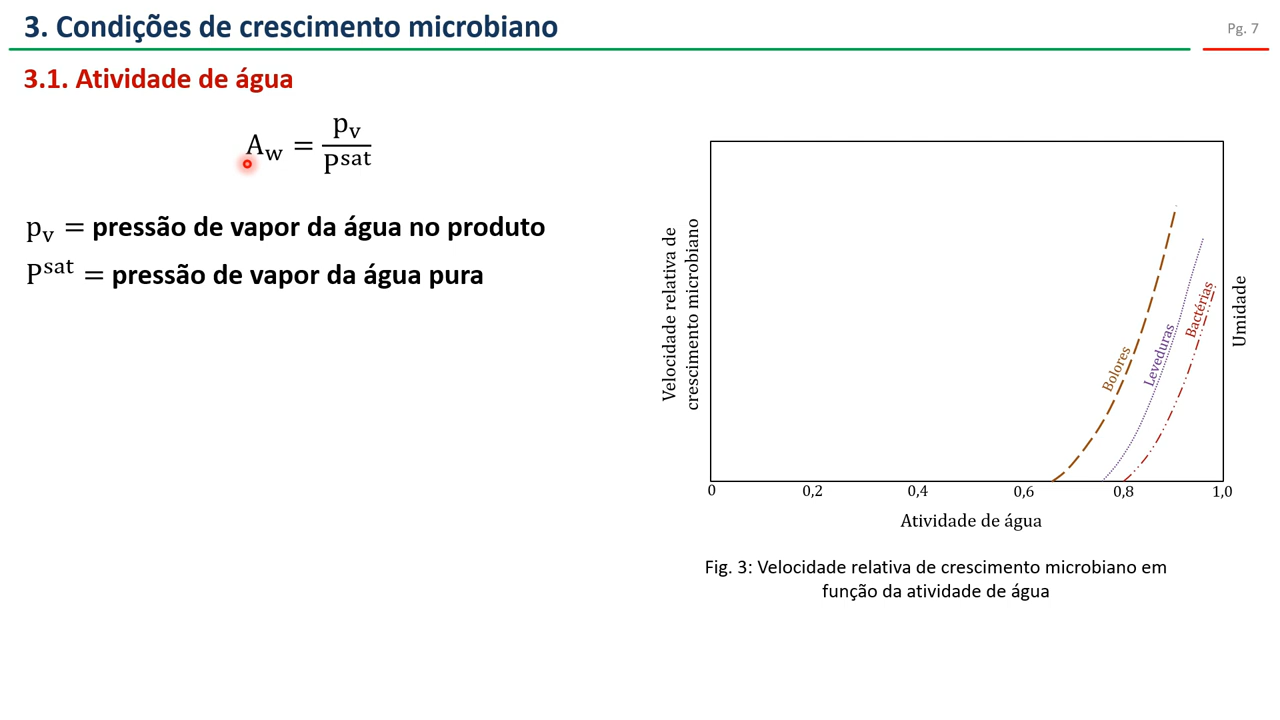 3. Condições de crescimento microbiano
Pg. 7
3.1. Atividade de água
A_w = p_v / P^sat
p_v = pressão de vapor da água no produto
P^sat = pressão de vapor da água pura
Velocidade relativa de
crescimento microbiano
Bolores
Leveduras
Bactérias
Umidade
0 0,2 0,4 0,6 0,8 1,0
Atividade de água
Fig. 3: Velocidade relativa de crescimento microbiano em
função da atividade de água